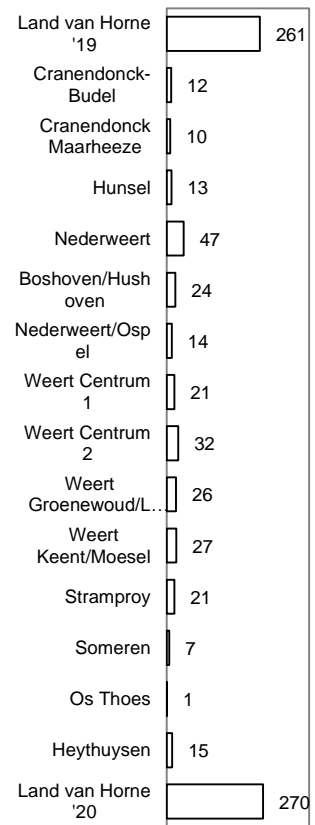 Land van Horne
'19
261
Cranendonck-
Budel
12
Cranendonck
Maarheeze
10
Hunsel
13
Nederweert
47
Boshoven/Hush
oven
24
Nederweert/Osp
el
14
Weert Centrum
1
21
Weert Centrum
2
32
Weert
Groenewoud/L…
26
Weert
Keent/Moesel
27
Stramproy
21
Someren
7
Os Thoes
1
Heythuysen
15
Land van Horne
'20
270